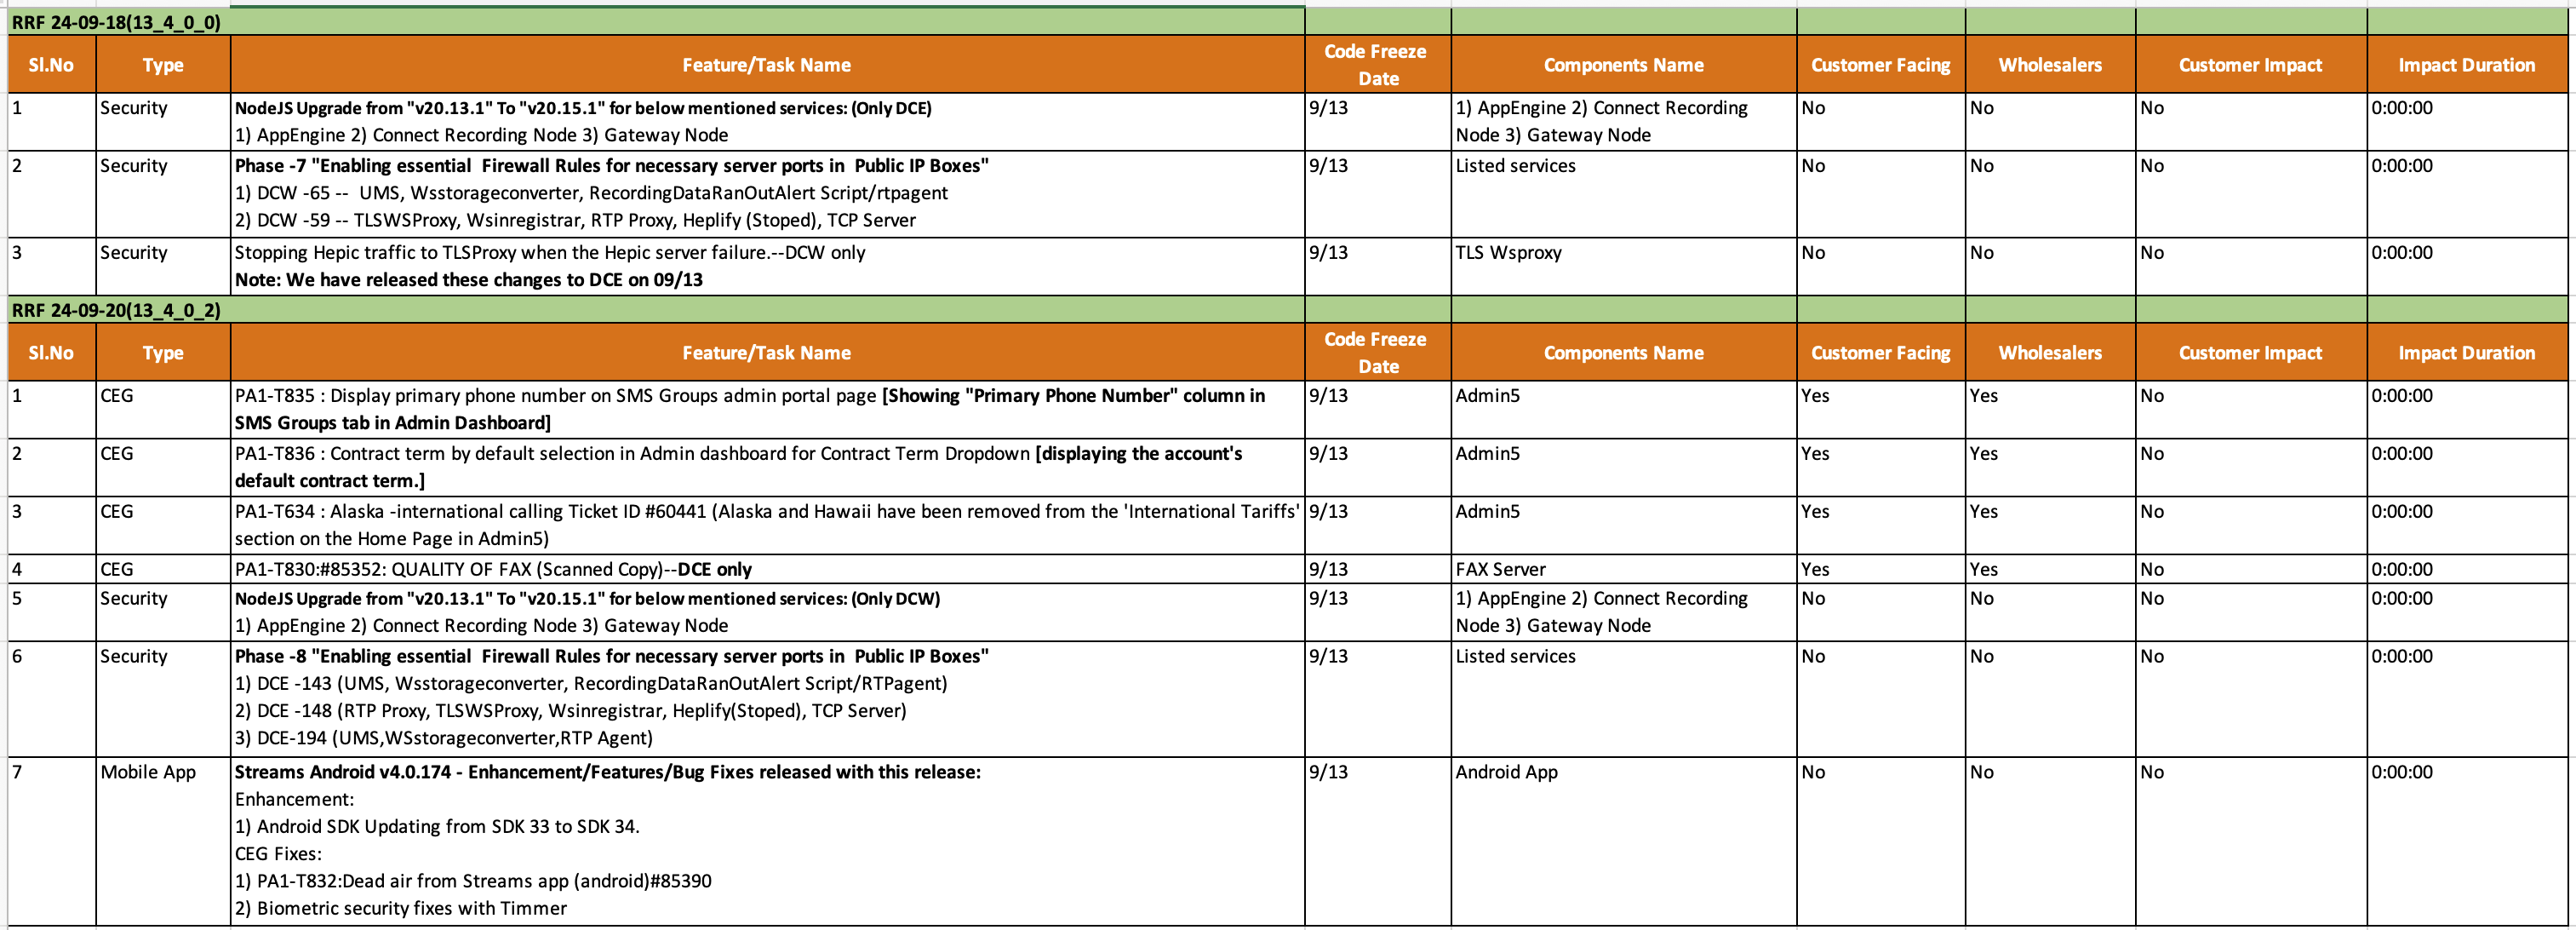 RRF 24-09-18(13_4_0_0)
Sl.No Type Feature/Task Name Code Freeze Date Components Name Customer Facing Wholesalers Customer Impact Impact Duration
1 Security NodeJS Upgrade from "v20.13.1" To "v20.15.1" for below mentioned services: (Only DCE) 9/13 1) AppEngine 2) Connect Recording No No No 0:00:00
1) AppEngine 2) Connect Recording Node 3) Gateway Node Node 3) Gateway Node
2 Security Phase -7 "Enabling essential  Firewall Rules for necessary server ports in  Public IP Boxes" 9/13 Listed services No No No 0:00:00
1) DCW -65 --  UMS, Wsstorageconverter, RecordingDataRanOutAlert Script/rtpagent
2) DCW -59 -- TLSWSProxy, Wsinregistrar, RTP Proxy, Heplify (Stoped), TCP Server
3 Security Stopping Hepic traffic to TLSProxy when the Hepic server failure.--DCW only 9/13 TLS Wsproxy No No No 0:00:00
Note: We have released these changes to DCE on 09/13
RRF 24-09-20(13_4_0_2)
Sl.No Type Feature/Task Name Code Freeze Date Components Name Customer Facing Wholesalers Customer Impact Impact Duration
1 CEG PA1-T835 : Display primary phone number on SMS Groups admin portal page [Showing "Primary Phone Number" column in 9/13 Admin5 Yes Yes No 0:00:00
SMS Groups tab in Admin Dashboard]
2 CEG PA1-T836 : Contract term by default selection in Admin dashboard for Contract Term Dropdown [displaying the account's 9/13 Admin5 Yes Yes No 0:00:00
default contract term.]
3 CEG PA1-T634 : Alaska -international calling Ticket ID #60441 (Alaska and Hawaii have been removed from the 'International Tariffs' 9/13 Admin5 Yes Yes No 0:00:00
section on the Home Page in Admin5)
4 CEG PA1-T830:#85352: QUALITY OF FAX (Scanned Copy)--DCE only 9/13 FAX Server Yes Yes No 0:00:00
5 Security NodeJS Upgrade from "v20.13.1" To "v20.15.1" for below mentioned services: (Only DCW) 9/13 1) AppEngine 2) Connect Recording No No No 0:00:00
1) AppEngine 2) Connect Recording Node 3) Gateway Node Node 3) Gateway Node
6 Security Phase -8 "Enabling essential  Firewall Rules for necessary server ports in  Public IP Boxes" 9/13 Listed services No No No 0:00:00
1) DCE -143 (UMS, Wsstorageconverter, RecordingDataRanOutAlert Script/RTPagent)
2) DCE -148 (RTP Proxy, TLSWSProxy, Wsinregistrar, Heplify(Stoped), TCP Server)
3) DCE-194 (UMS,WSstorageconverter,RTP Agent)
7 Mobile App Streams Android v4.0.174 - Enhancement/Features/Bug Fixes released with this release: 9/13 Android App No No No 0:00:00
Enhancement:
1) Android SDK Updating from SDK 33 to SDK 34.
CEG Fixes:
1) PA1-T832:Dead air from Streams app (android)#85390
2) Biometric security fixes with Timmer